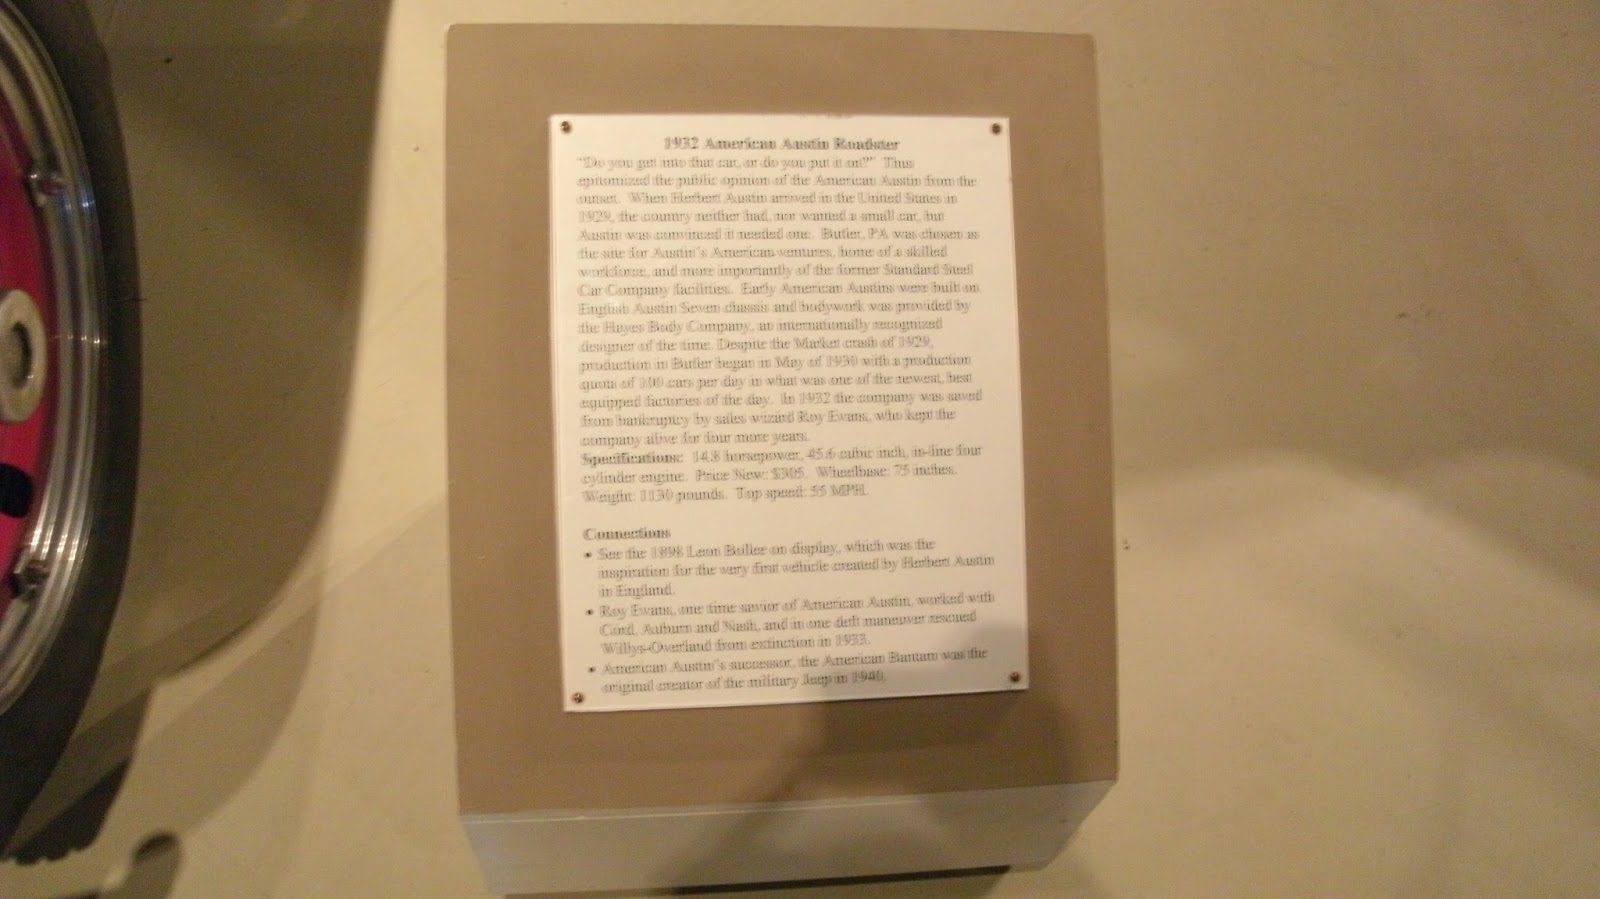 1932 American Austin Roadster
"Do you get into that car, or do you put it on?" Thus
epitomized the public opinion of the American Austin from the
outset. When Herbert Austin arrived in the United States in
1929, the country neither had, nor wanted a small car, but
Austin was convinced it needed one. Butler, PA was chosen as
the site for Austin's American ventures, home of a skilled
workforce, and more importantly of the former Standard Steel
Car Company facilities. Early American Austins were built on
English Austin Seven chassis and bodywork was provided by
the Hayes Body Company, an internationally recognized
designer of the time. Despite the Market crash of 1929,
production in Butler began in May of 1930 with a production
quota of 100 cars per day in what was one of the newest, best
equipped factories of the day. In 1932 the company was saved
from bankruptcy by sales wizard Roy Evans, who kept the
company alive for four more years.
Specifications: 14.8 horsepower, 45.6 cubic inch, in-line four
cylinder engine. Price New: $305. Wheelbase: 75 inches.
Weight: 1130 pounds. Top speed: 55 MPH.
Connections
• See the 1898 Leon Bollee on display, which was the
inspiration for the very first vehicle created by Herbert Austin
in England.
• Roy Evans, one time savior of American Austin, worked with
Cord, Auburn and Nash, and in one deft maneuver rescued
Willys-Overland from extinction in 1933.
• American Austin's successor, the American Bantam was the
original creator of the military Jeep in 1940.